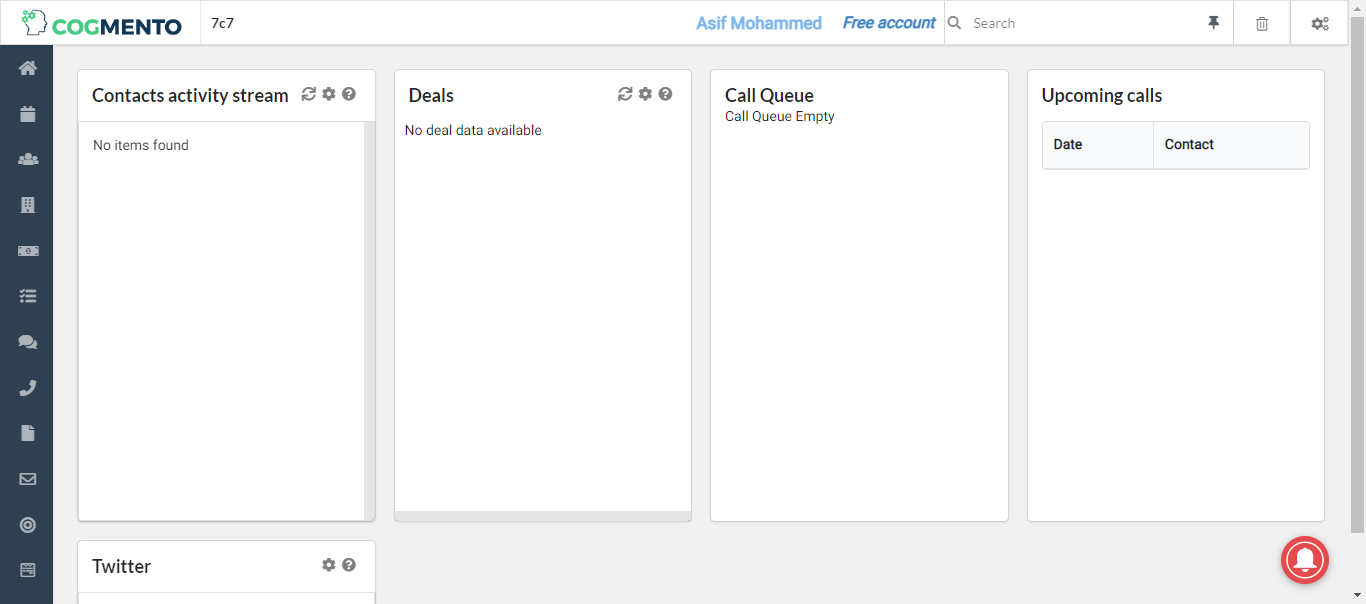 COGMENTO
7c7
Asif Mohammed
Free account
Search
Contacts activity stream
No items found
Deals
No deal data available
Call Queue
Call Queue Empty
Upcoming calls
Date
Contact
Twitter